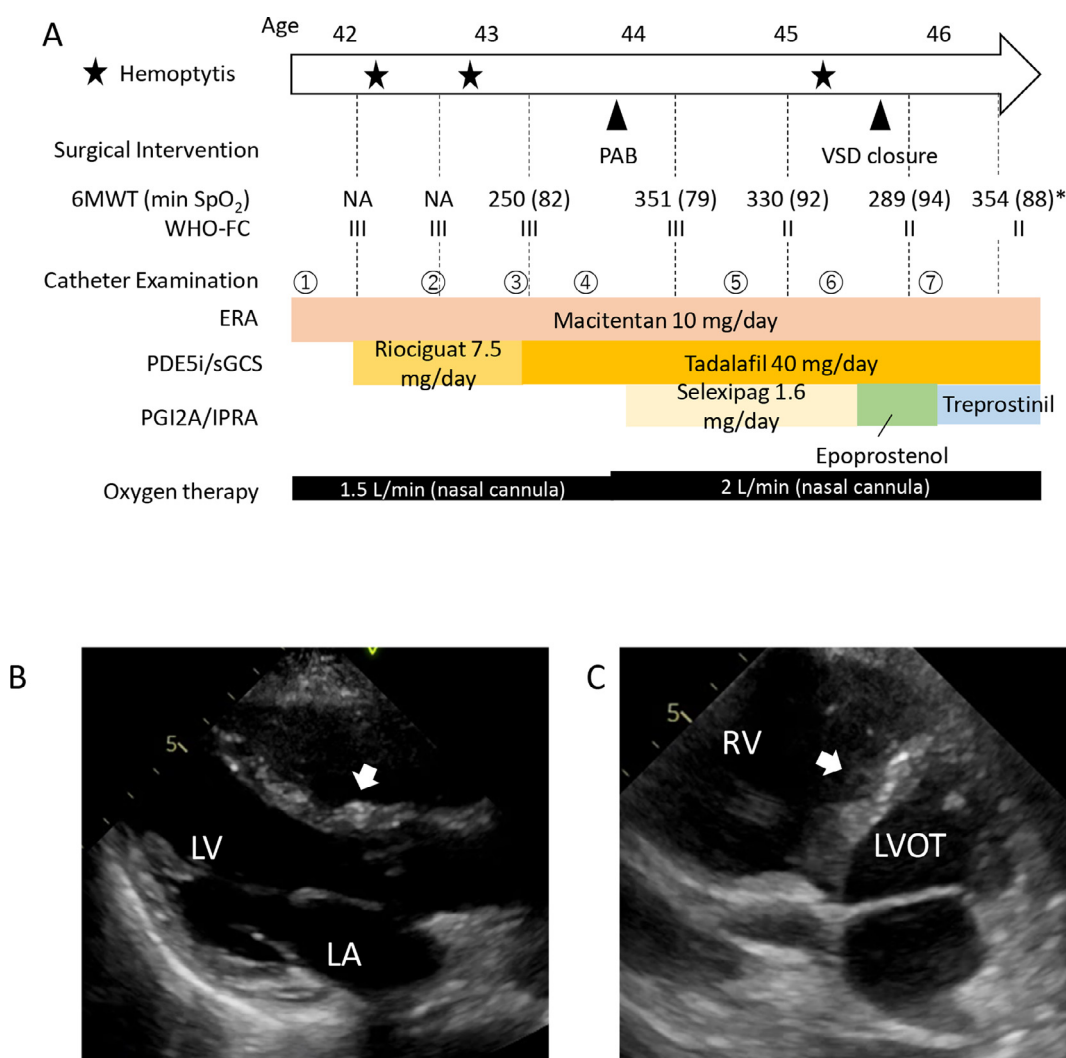 A
Age 42 43 44 45 46
★ Hemoptytis
Surgical Intervention
PAB VSD closure
6MWT (min SpO₂) NA NA 250 (82) 351 (79) 330 (92) 289 (94) 354 (88)*
WHO-FC III III III III II II II
Catheter Examination ① ② ③ ④ ⑤ ⑥ ⑦
ERA Macitentan 10 mg/day
PDE5i/sGCS Riociguat 7.5 mg/day Tadalafil 40 mg/day
PGI2A/IPRA Selexipag 1.6 mg/day Treprostinil
Epoprostenol
Oxygen therapy 1.5 L/min (nasal cannula) 2 L/min (nasal cannula)
B
5
LV
LA
C
5
RV
LVOT